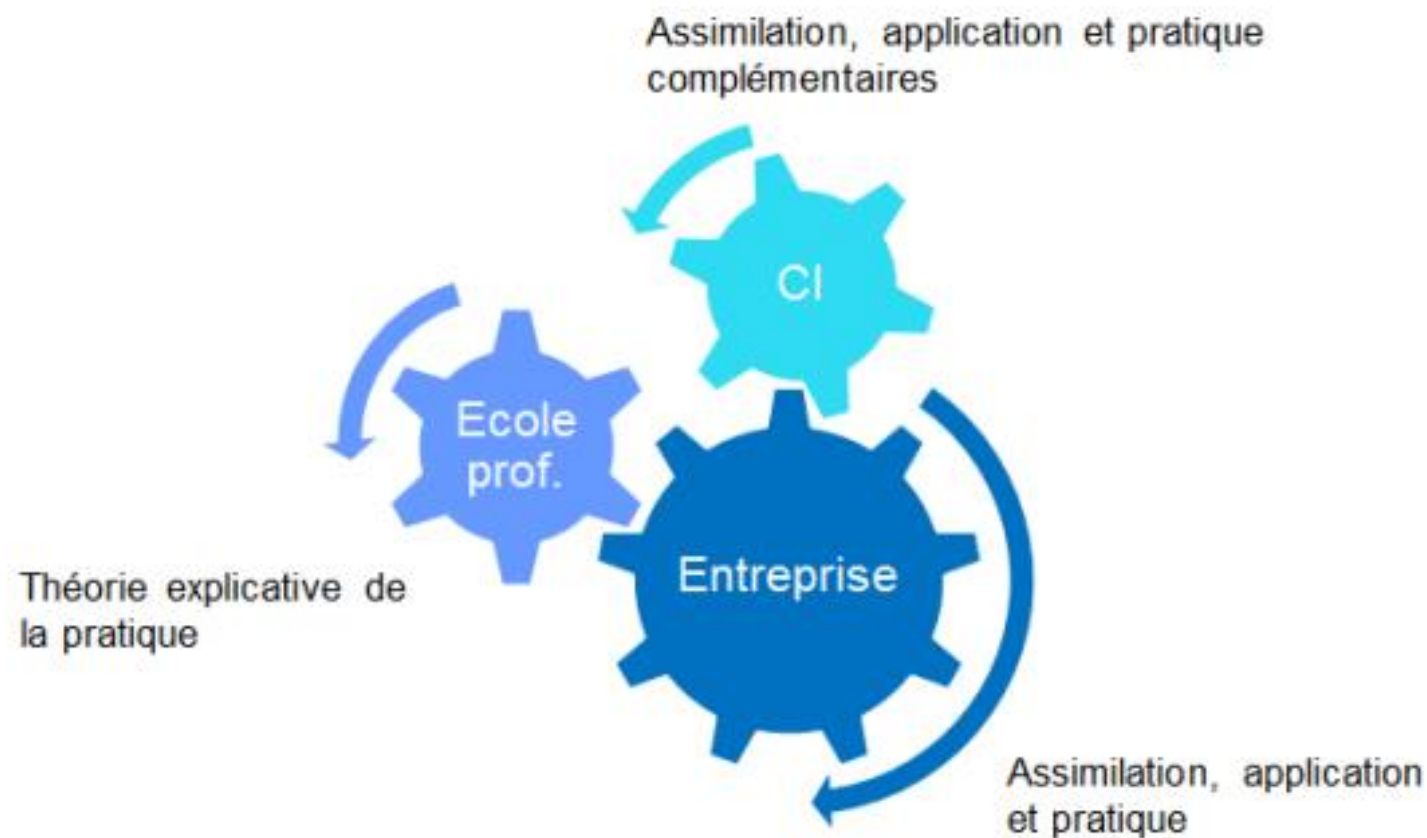 Assimilation, application et pratique
complémentaires
CI
Ecole
prof.
Entreprise
Théorie explicative de
la pratique
Assimilation, application
et pratique